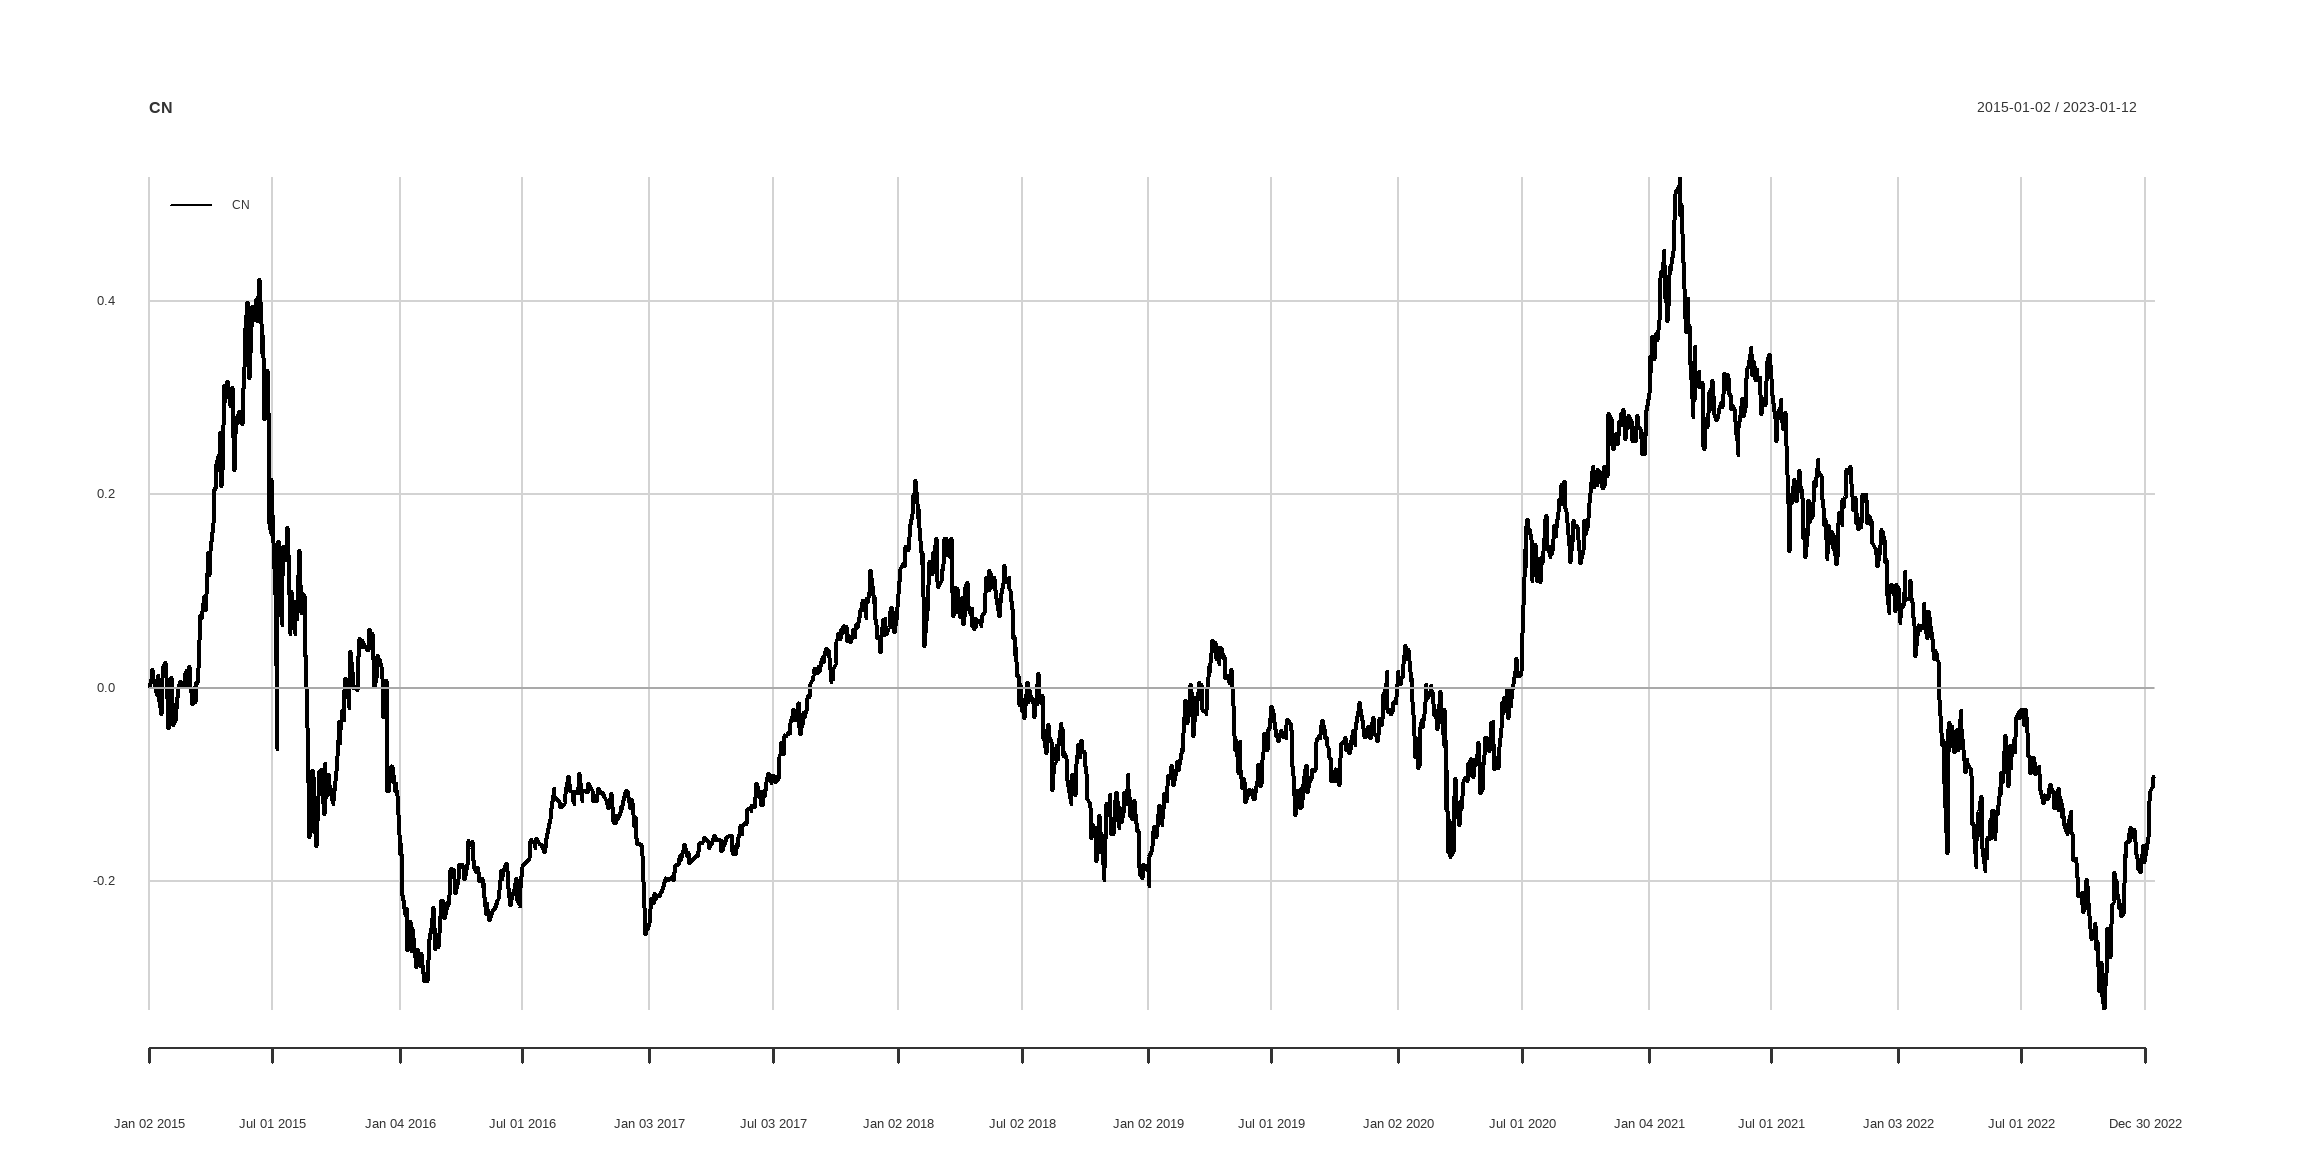 CN
2015-01-02 / 2023-01-12
CN
0.4
0.2
0.0
-0.2
Jan 02 2015
Jul 01 2015
Jan 04 2016
Jul 01 2016
Jan 03 2017
Jul 03 2017
Jan 02 2018
Jul 02 2018
Jan 02 2019
Jul 01 2019
Jan 02 2020
Jul 01 2020
Jan 04 2021
Jul 01 2021
Jan 03 2022
Jul 01 2022
Dec 30 2022